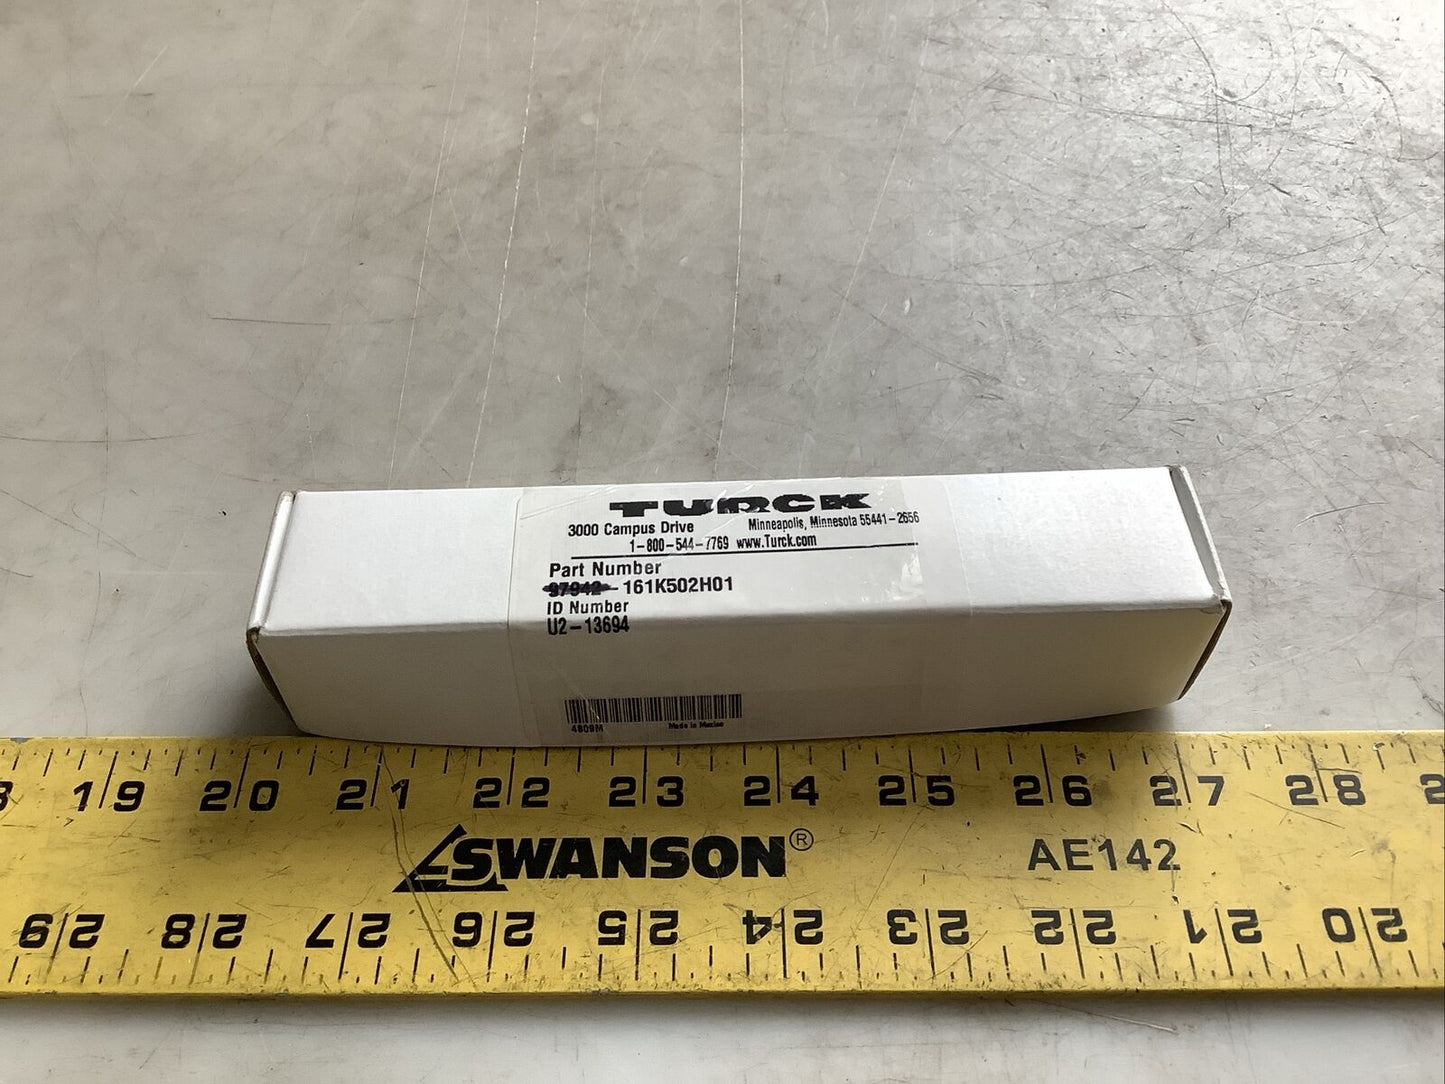 TURCK
3000 Campus Drive Minneapolis, Minnesota 55441-2656
1-800-544-7769 www.Turck.com
Part Number
97942- 161K502H01
ID Number
U2-13694
4809M Made in Mexico
19 20 21 22 23 24 25 26 27 28
SWANSON® AE142
29 28 27 26 25 24 23 22 21 20